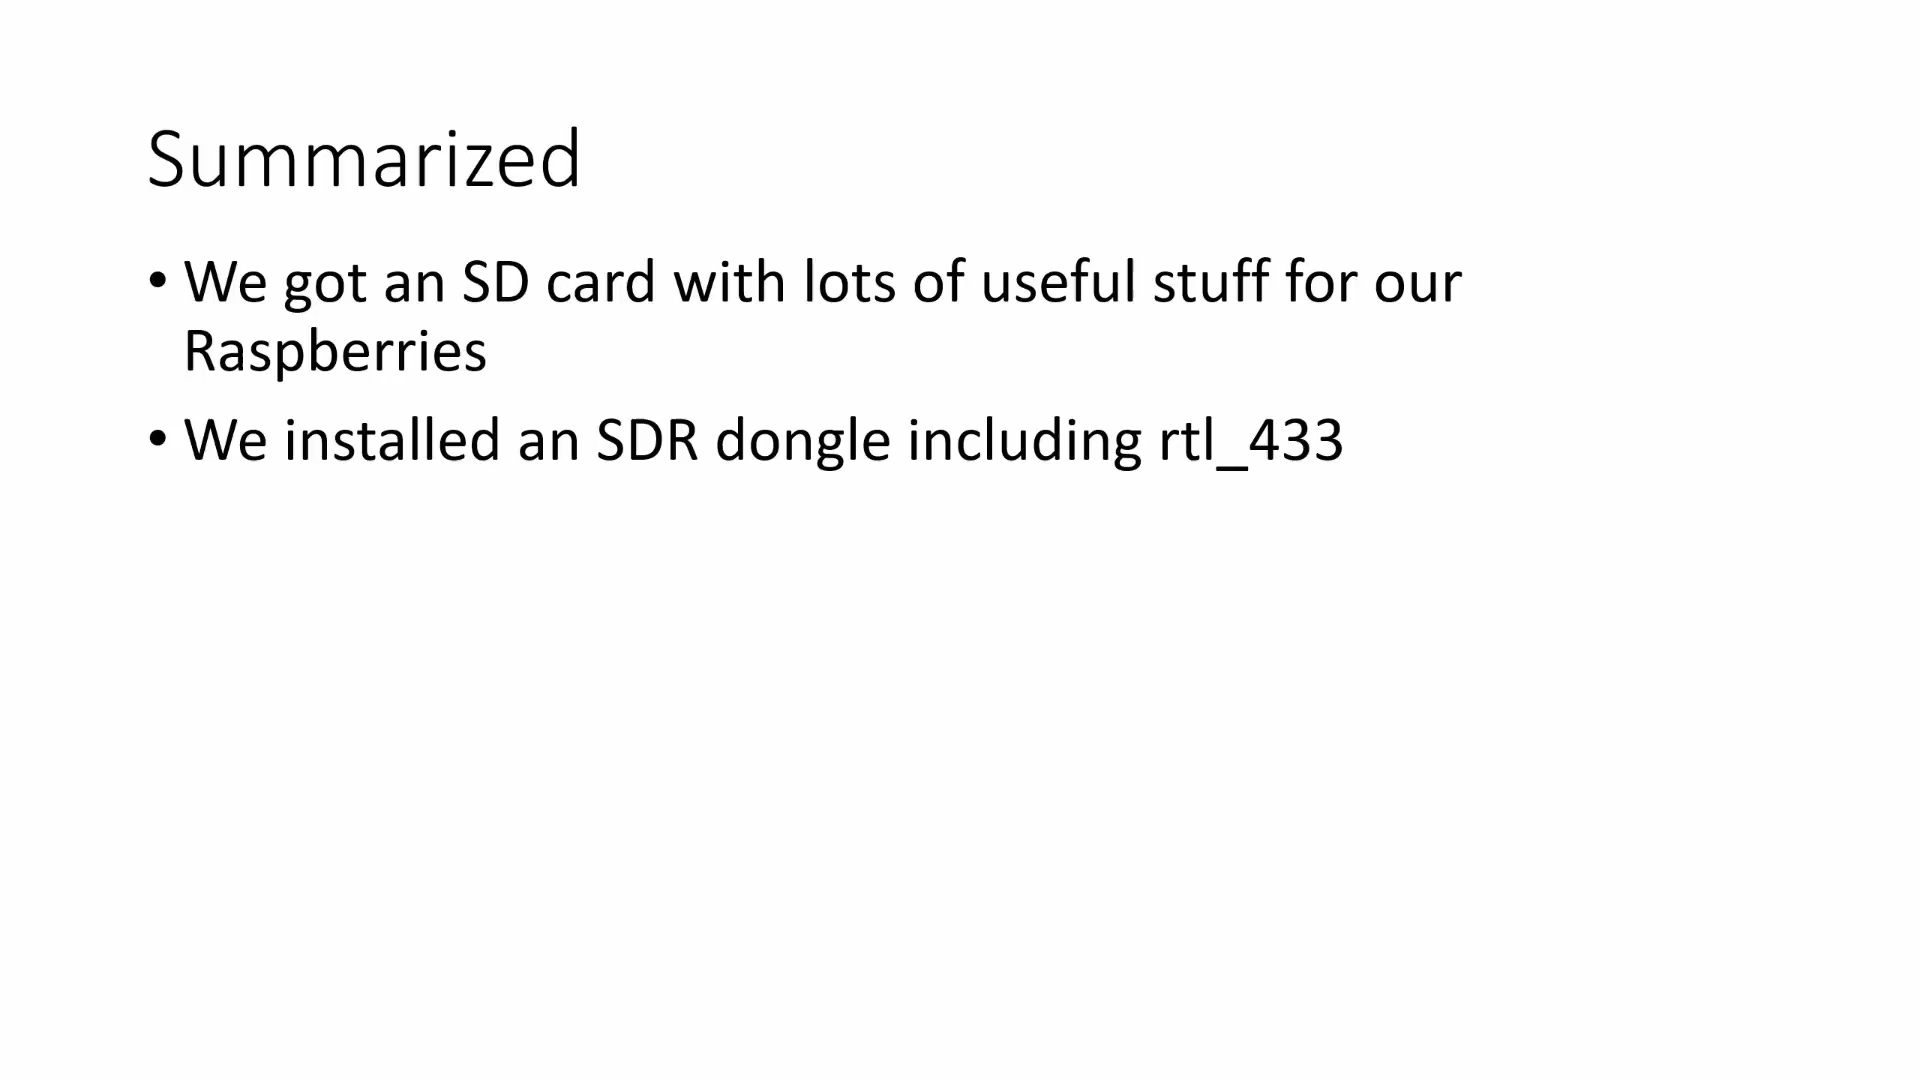 Summarized
• We got an SD card with lots of useful stuff for our
Raspberries
• We installed an SDR dongle including rtl_433